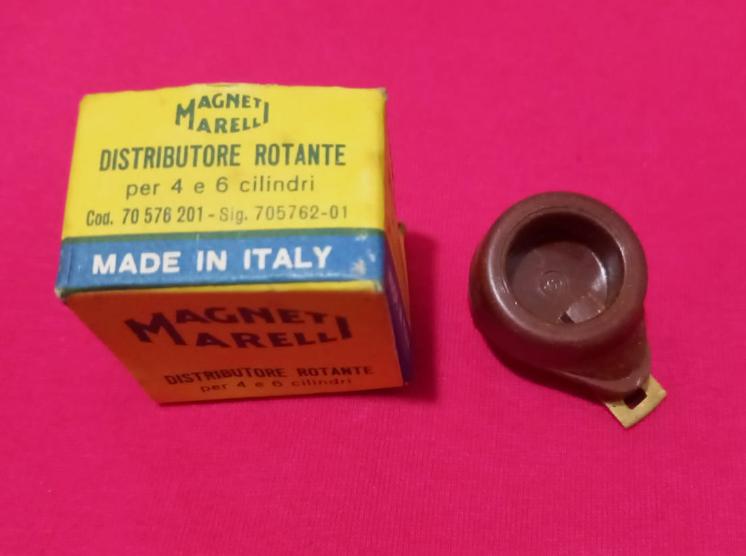 MAGNETI
MARELLI
DISTRIBUTORE ROTANTE
per 4 e 6 cilindri
Cod. 70 576 201 - Sig. 705762-01
MADE IN ITALY
MAGNETI
MARELLI
DISTRIBUTORE ROTANTE
per 4 e 6 cilindri